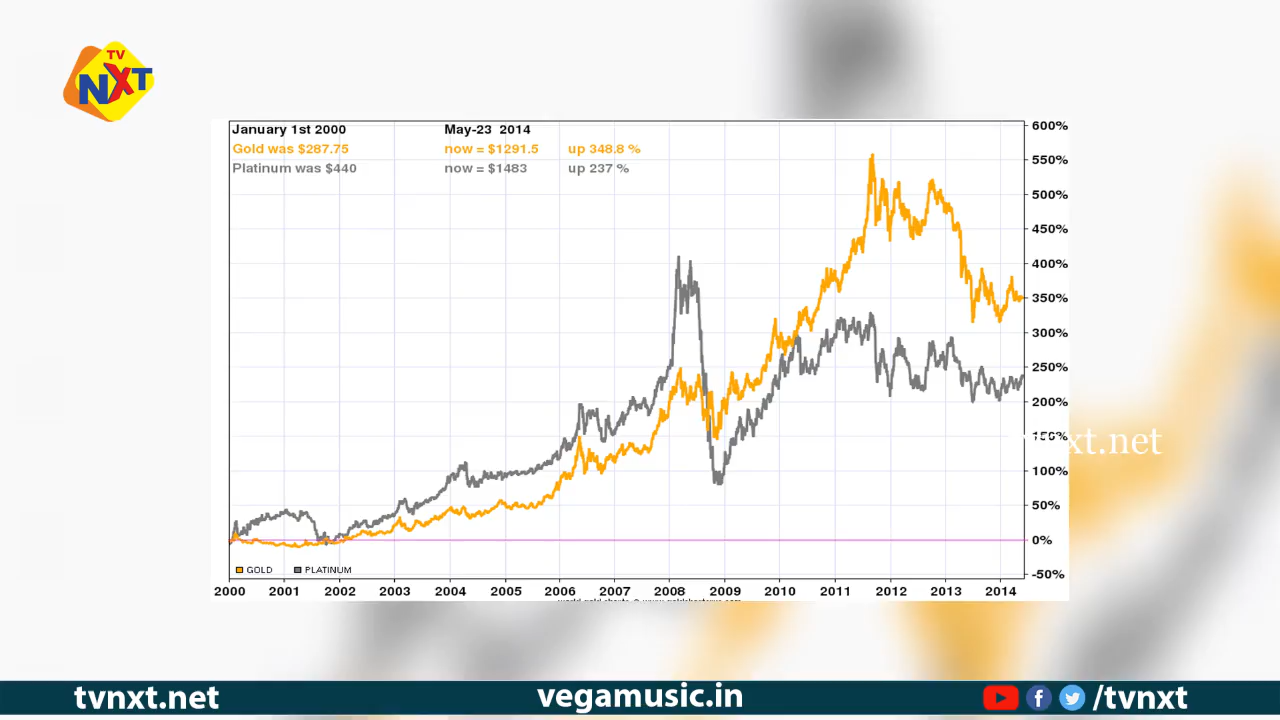 TV
NXT
January 1st 2000 May-23 2014
Gold was $287.75 now = $1291.5 up 348.8 %
Platinum was $440 now = $1483 up 237 %
600%
550%
500%
450%
400%
350%
300%
250%
200%
150%
100%
50%
0%
-50%
xt.net
GOLD PLATINUM
2000 2001 2002 2003 2004 2005 2006 2007 2008 2009 2010 2011 2012 2013 2014
tvnxt.net vegamusic.in /tvnxt